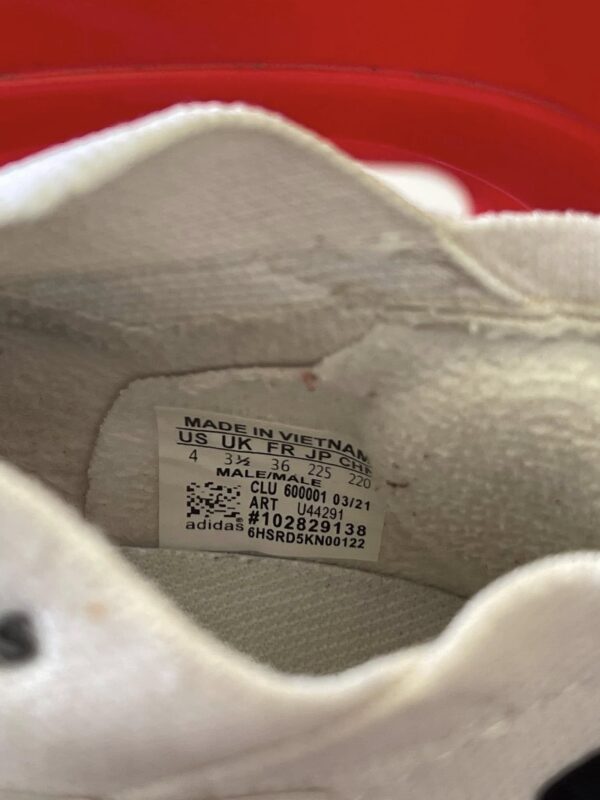 MADE IN VIETNAM
US UK FR JP CHN
4 3½ 36 225 220
MALE/MALE
CLU 600001 03/21
ART U44291
#102829138
adidas 6HSRD5KN00122